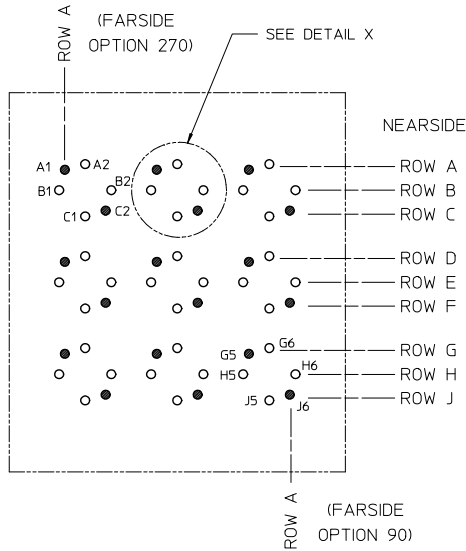 ROW A
(FARSIDE
OPTION 270)
SEE DETAIL X
NEARSIDE
A1
A2
ROW A
B1
B2
ROW B
C1
C2
ROW C
ROW D
ROW E
ROW F
G5
G6
ROW G
H5
H6
ROW H
J5
J6
ROW J
ROW A
(FARSIDE
OPTION 90)